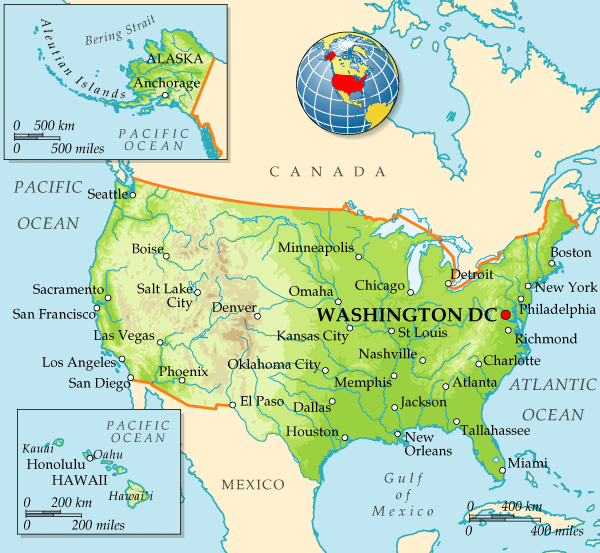 Bering Strait
Aleutian Islands
ALASKA
Anchorage
0 500 km
0 500 miles
PACIFIC
OCEAN
CANADA
PACIFIC
OCEAN
Seattle
Boise
Minneapolis
Boston
Detroit
Sacramento
Salt Lake
City
Omaha
Chicago
New York
San Francisco
Denver
WASHINGTON DC
Philadelphia
Las Vegas
Kansas City
St Louis
Richmond
Los Angeles
Phoenix
Oklahoma City
Nashville
Charlotte
San Diego
Memphis
Atlanta
ATLANTIC
OCEAN
El Paso
Dallas
Jackson
Houston
New
Orleans
Tallahassee
Miami
MEXICO
Gulf
of
Mexico
PACIFIC
OCEAN
Kauai
Oahu
Honolulu
HAWAII
Hawai'i
0 200 km
0 200 miles
0 400 km
0 400 miles